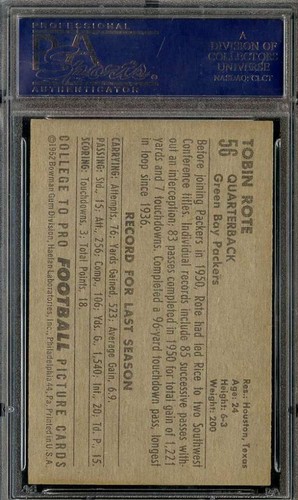 PROFESSIONAL
PSA
AUTHENTICATOR
A
DIVISION OF
COLLECTORS
UNIVERSE
NASDAQ: CLCT
TOBIN ROTE
56 QUARTERBACK
Green Bay Packers
Res.: Houston, Texas
Age: 24
Height: 6-3
Weight: 200
Before joining Packers in 1950, Rote had led Rice to two Southwest
Conference titles. Individual records include 85 successive passes with-
out an interception; 83 passes completed in 1950 for total gain of 1,221
yards and 7 touchdowns. Completed a 96-yard touchdown pass, longest
in loop since 1936.
RECORD FOR LAST SEASON
CARRYING: Attempts, 76. Yards Gained, 523; Average Gain, 6.9.
PASSING: Std., 15; Att., 256; Comp., 106; Yds. G., 1,540; Int., 20; Td. P., 15.
SCORING: Touchdowns, 3; Total Points, 18.
COLLEGE TO PRO FOOTBALL PICTURE CARDS
©1952 Bowman Gum Division, Haelan Laboratories, Inc., Philadelphia 44, Pa. Printed in U.S.A.